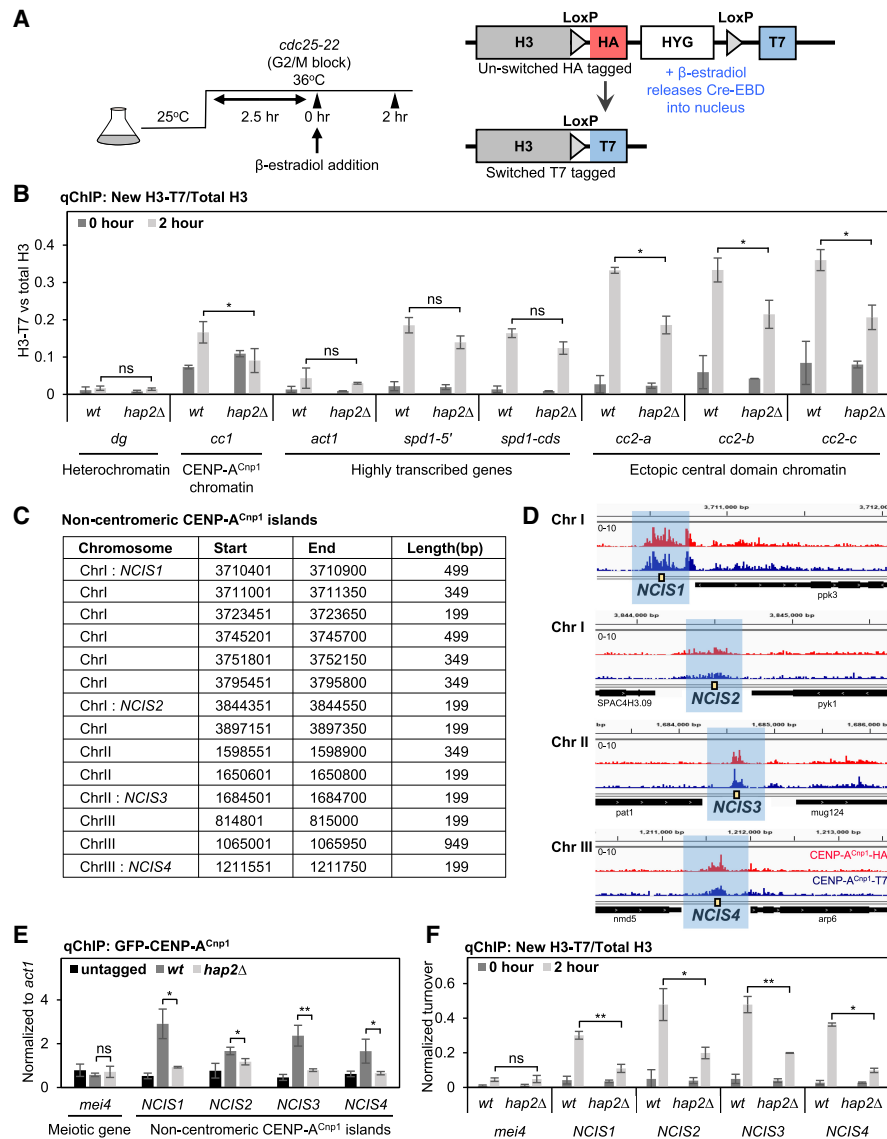 A
cdc25-22
(G2/M block)
36ºC
25ºC
2.5 hr
0 hr
2 hr
β-estradiol addition
LoxP
LoxP
H3
HA
HYG
T7
Un-switched HA tagged
+ β-estradiol
releases Cre-EBD
into nucleus
LoxP
H3
T7
Switched T7 tagged
B
qChIP: New H3-T7/Total H3
0 hour
2 hour
H3-T7 vs total H3
0.4
0.3
0.2
0.1
0
ns
*
ns
ns
ns
*
*
*
wt hap2Δ wt hap2Δ wt hap2Δ wt hap2Δ wt hap2Δ wt hap2Δ wt hap2Δ wt hap2Δ
dg cc1 act1 spd1-5' spd1-cds cc2-a cc2-b cc2-c
Heterochromatin CENP-ACnp1 chromatin Highly transcribed genes Ectopic central domain chromatin
C
Non-centromeric CENP-ACnp1 islands
Chromosome Start End Length(bp)
ChrI : NCIS1 3710401 3710900 499
ChrI 3711001 3711350 349
ChrI 3723451 3723650 199
ChrI 3745201 3745700 499
ChrI 3751801 3752150 349
ChrI 3795451 3795800 349
ChrI : NCIS2 3844351 3844550 199
ChrI 3897151 3897350 199
ChrII 1598551 1598900 349
ChrII 1650601 1650800 199
ChrII : NCIS3 1684501 1684700 199
ChrIII 814801 815000 199
ChrIII 1065001 1065950 949
ChrIII : NCIS4 1211551 1211750 199
D
Chr I
3,711,000 bp 3,712,000
0-10
NCIS1
ppk3
Chr I
3,844,000 bp 3,845,000 bp
0-10
NCIS2
SPAC4H3.09
pyk1
Chr II
bp 1,684,000 bp 1,685,000 bp 1,686,000 bp
0-10
NCIS3
pat1
mug124
Chr III
1,211,000 bp 1,212,000 bp 1,213,000 bp
0-10
CENP-ACnp1-HA
CENP-ACnp1-T7
NCIS4
nmd5
arp6
E
qChIP: GFP-CENP-ACnp1
untagged wt hap2Δ
Normalized to act1
4
2
0
ns
*
*
**
*
mei4 NCIS1 NCIS2 NCIS3 NCIS4
Meiotic gene Non-centromeric CENP-ACnp1 islands
F
qChIP: New H3-T7/Total H3
0 hour
2 hour
Normalized turnover
0.6
0.4
0.2
0
ns
**
*
**
*
wt hap2Δ wt hap2Δ wt hap2Δ wt hap2Δ wt hap2Δ
mei4 NCIS1 NCIS2 NCIS3 NCIS4